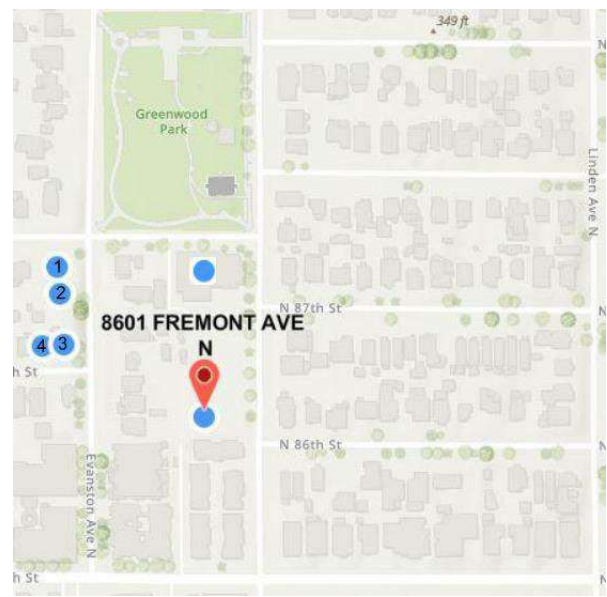 349 ft
N
Greenwood
Park
Linden Ave N
1
2
N 87th St
N
8601 FREMONT AVE
N
4 3
h St
N 86th St
N
Evanston Ave N
h St
N